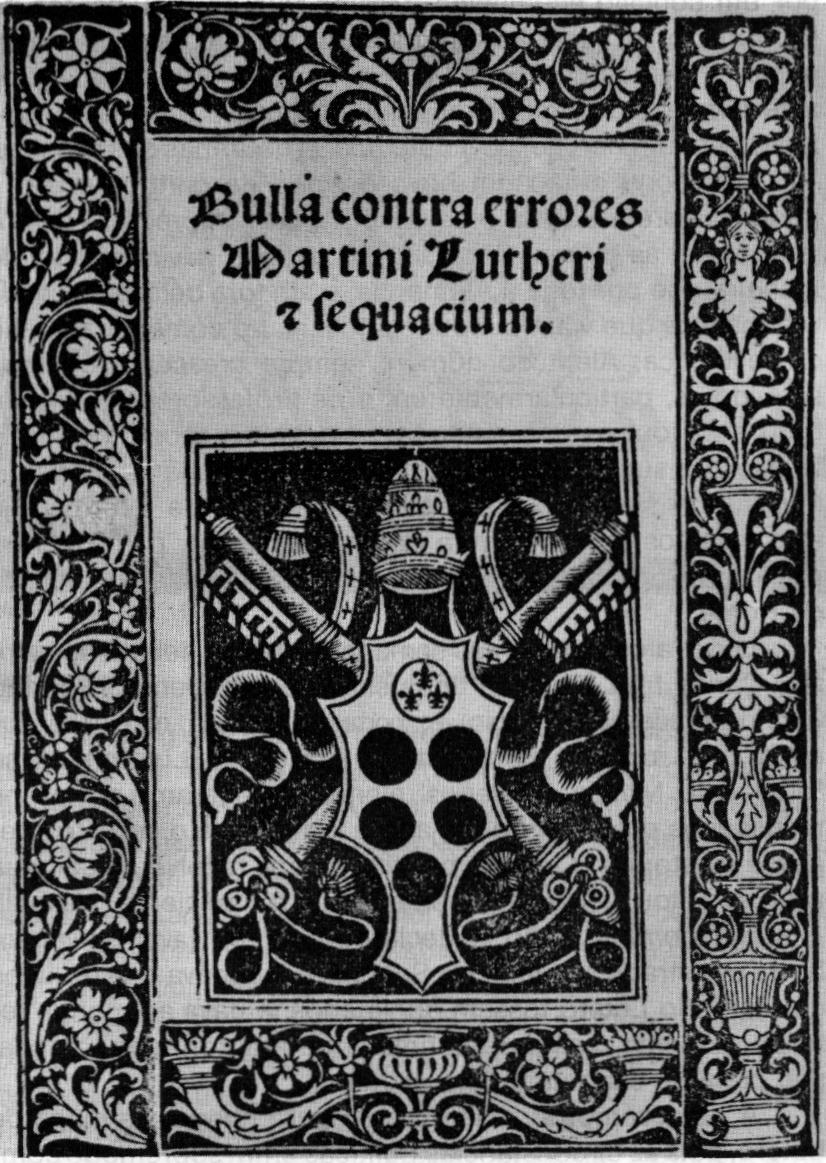 Bulla contra errores
Martini Lutheri
⁊ sequacium.